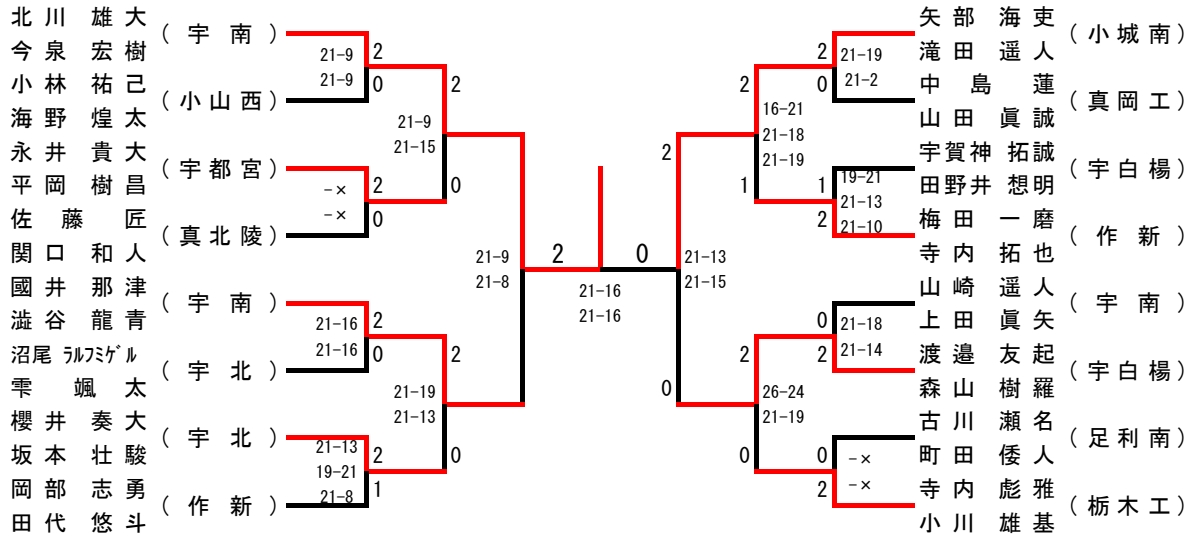 北川 雄大
(宇南)
今泉 宏樹
小林 祐己
(小山西)
海野 煌太
永井 貴大
(宇都宮)
平岡 樹昌
佐藤 匠
(真北陵)
関口 和人
國井 那津
(宇南)
澁谷 龍青
沼尾 ﾗﾙﾌﾐｹﾞﾙ
(宇北)
雫 颯太
櫻井 奏大
(宇北)
坂本 壮駿
岡部 志勇
(作新)
田代 悠斗
21-9
21-9
2
0
-×
-×
2
0
21-16
21-16
2
0
21-13
19-21
21-8
2
1
2
21-9
21-15
0
2
21-19
21-13
0
21-9
21-8
2
0
21-16
21-16
21-13
21-15
2
0
2
16-21
21-18
21-19
1
2
26-24
21-19
0
2
0
21-19
21-2
1
2
19-21
21-13
21-10
0
2
21-18
21-14
0
2
-×
-×
矢部 海吏
(小城南)
滝田 遥人
中島 蓮
(真岡工)
山田 眞誠
宇賀神 拓誠
(宇白楊)
田野井 想明
梅田 一磨
(作新)
寺内 拓也
山崎 遥人
(宇南)
上田 眞矢
渡邉 友起
(宇白楊)
森山 樹羅
古川 瀬名
(足利南)
町田 倭人
寺内 彪雅
(栃木工)
小川 雄基